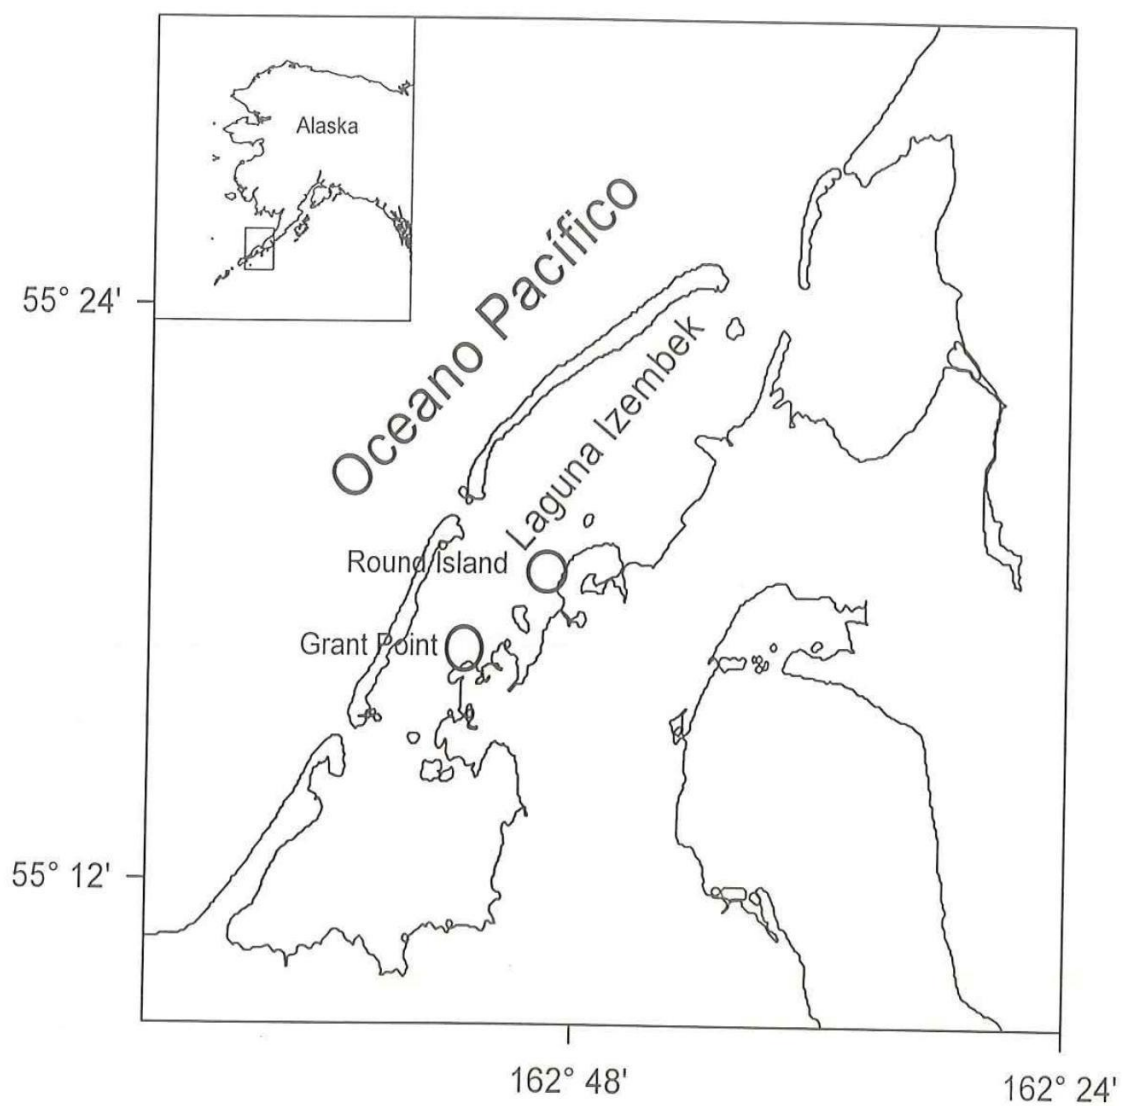 Alaska
Oceano Pacífico
55° 24'
Laguna Izembek
Round Island
Grant Point
55° 12'
162° 48'
162° 24'